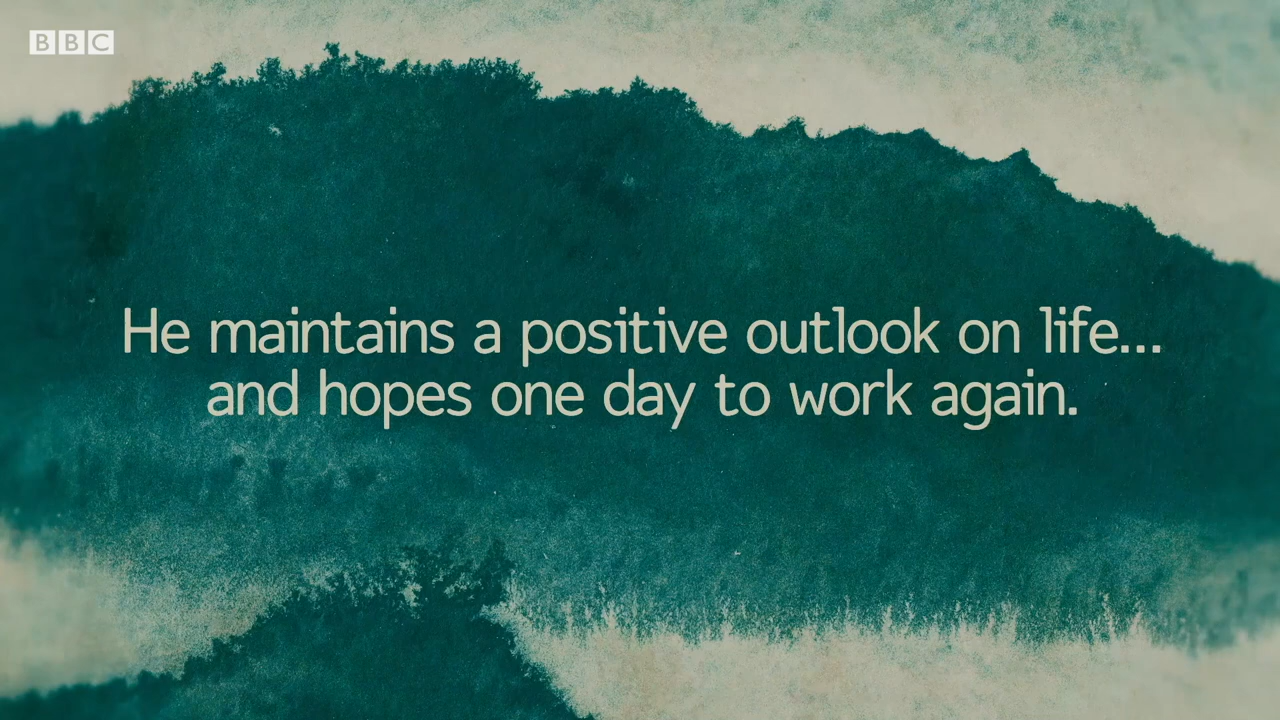 BBC
He maintains a positive outlook on life...
and hopes one day to work again.